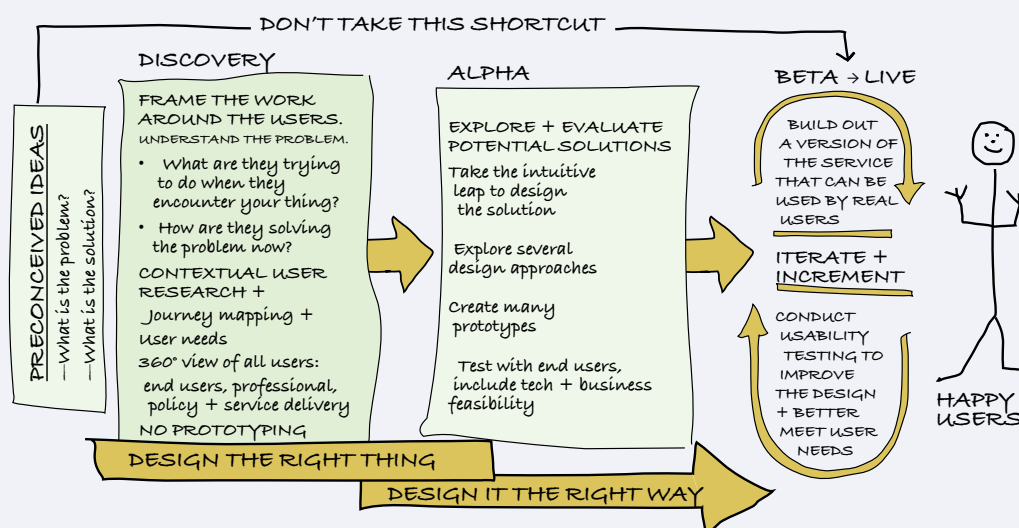 DON'T TAKE THIS SHORTCUT
PRECONCEIVED IDEAS
—What is the problem?
—What is the solution?
DISCOVERY
FRAME THE WORK
AROUND THE USERS.
UNDERSTAND THE PROBLEM.
• What are they trying
to do when they
encounter your thing?
• How are they solving
the problem now?
CONTEXTUAL USER
RESEARCH +
Journey mapping +
user needs
360° view of all users:
end users, professional,
policy + service delivery
NO PROTOTYPING
ALPHA
EXPLORE + EVALUATE
POTENTIAL SOLUTIONS
Take the intuitive
leap to design
the solution
Explore several
design approaches
Create many
prototypes
Test with end users,
include tech + business
feasibility
BETA → LIVE
BUILD OUT
A VERSION OF
THE SERVICE
THAT CAN BE
USED BY REAL
USERS
ITERATE +
INCREMENT
CONDUCT
USABILITY
TESTING TO
IMPROVE
THE DESIGN
+ BETTER
MEET USER
NEEDS
HAPPY
USERS
DESIGN THE RIGHT THING
DESIGN IT THE RIGHT WAY